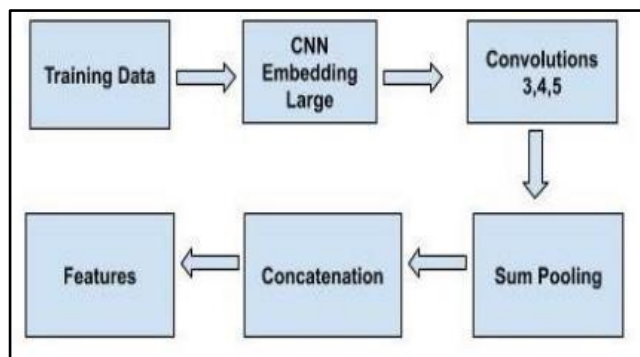 Training Data
CNN
Embedding
Large
Convolutions
3,4,5
Sum Pooling
Concatenation
Features